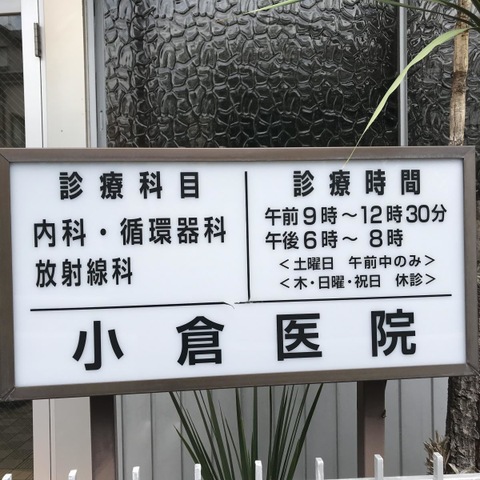 診療科目
内科・循環器科
放射線科
診療時間
午前9時～12時30分
午後6時～8時
＜土曜日 午前中のみ＞
＜木・日曜・祝日 休診＞
小倉医院